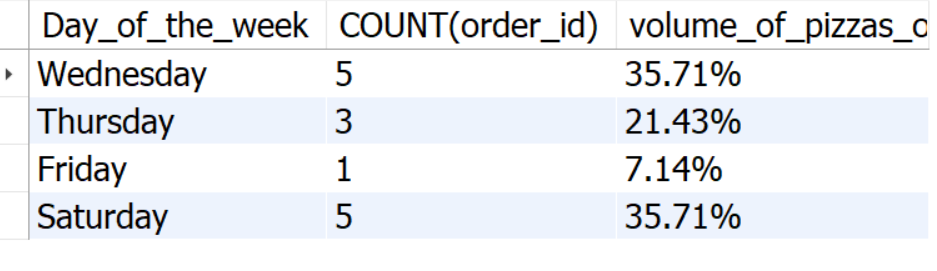 Day_of_the_week COUNT(order_id) volume_of_pizzas_o
Wednesday 5 35.71%
Thursday 3 21.43%
Friday 1 7.14%
Saturday 5 35.71%